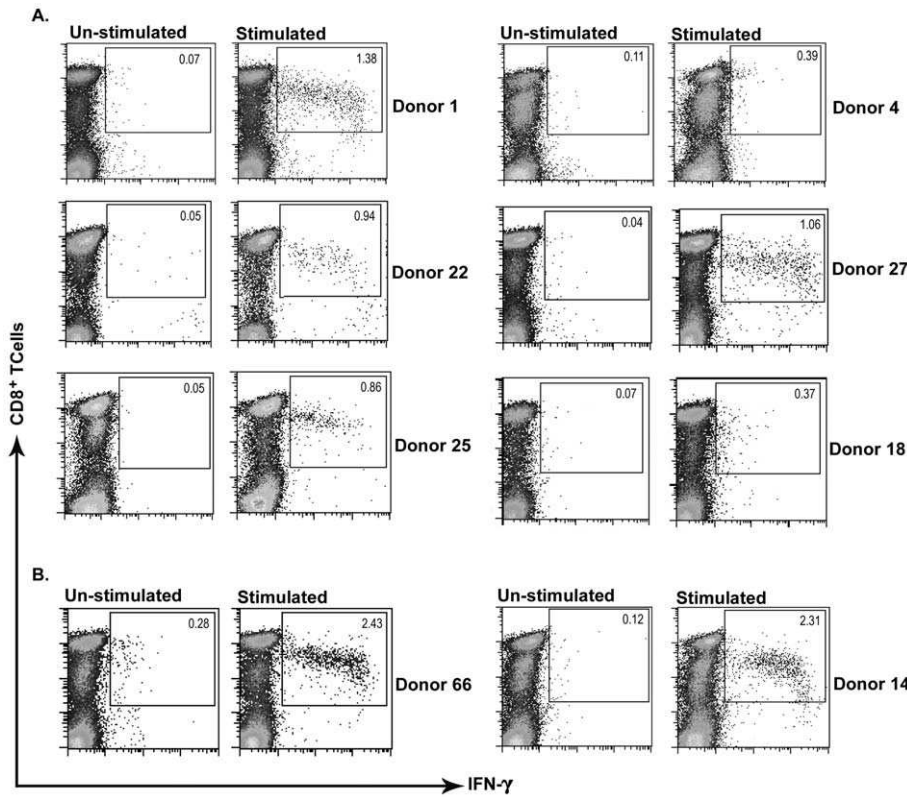 A.
Un-stimulated Stimulated Un-stimulated Stimulated
0.07 1.38 Donor 1 0.11 0.39 Donor 4
0.05 0.94 Donor 22 0.04 1.06 Donor 27
0.05 0.86 Donor 25 0.07 0.37 Donor 18
CD8+ TCells
B.
Un-stimulated Stimulated Un-stimulated Stimulated
0.28 2.43 Donor 66 0.12 2.31 Donor 14
IFN-γ